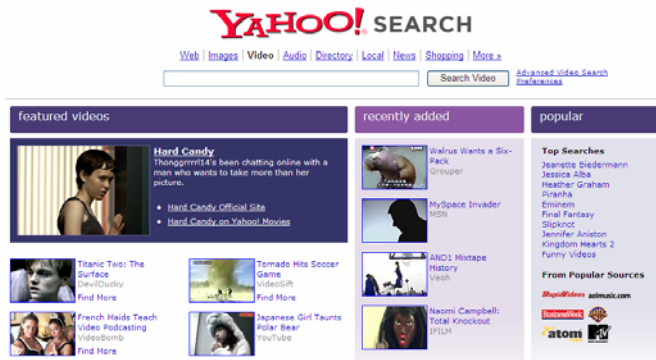 YAHOO! SEARCH
Web | Images | Video | Audio | Directory | Local | News | Shopping | More »
Search Video
Advanced Video Search
Preferences
featured videos
Hard Candy
Thonggrrrrl14's been chatting online with a
man who wants to take more than her
picture.
• Hard Candy Official Site
• Hard Candy on Yahoo! Movies
Titanic Two: The
Surface
DevilDucky
Find More
Tornado Hits Soccer
Game
VideoSift
Find More
French Maids Teach
Video Podcasting
VideoBomb
Find More
Japanese Girl Taunts
Polar Bear
YouTube
Find More
recently added
Walrus Wants a Six-
Pack
Grouper
MySpace Invader
MSN
AND1 Mixtape
History
Veoh
Naomi Campbell:
Total Knockout
IFILM
popular
Top Searches
Jeanette Biedermann
Jessica Alba
Heather Graham
Piranha
Eminem
Final Fantasy
Slipknot
Jennifer Aniston
Kingdom Hearts 2
Funny Videos
From Popular Sources
StupidVideos aolmusic.com
BusinessWeek WB
atom MTV